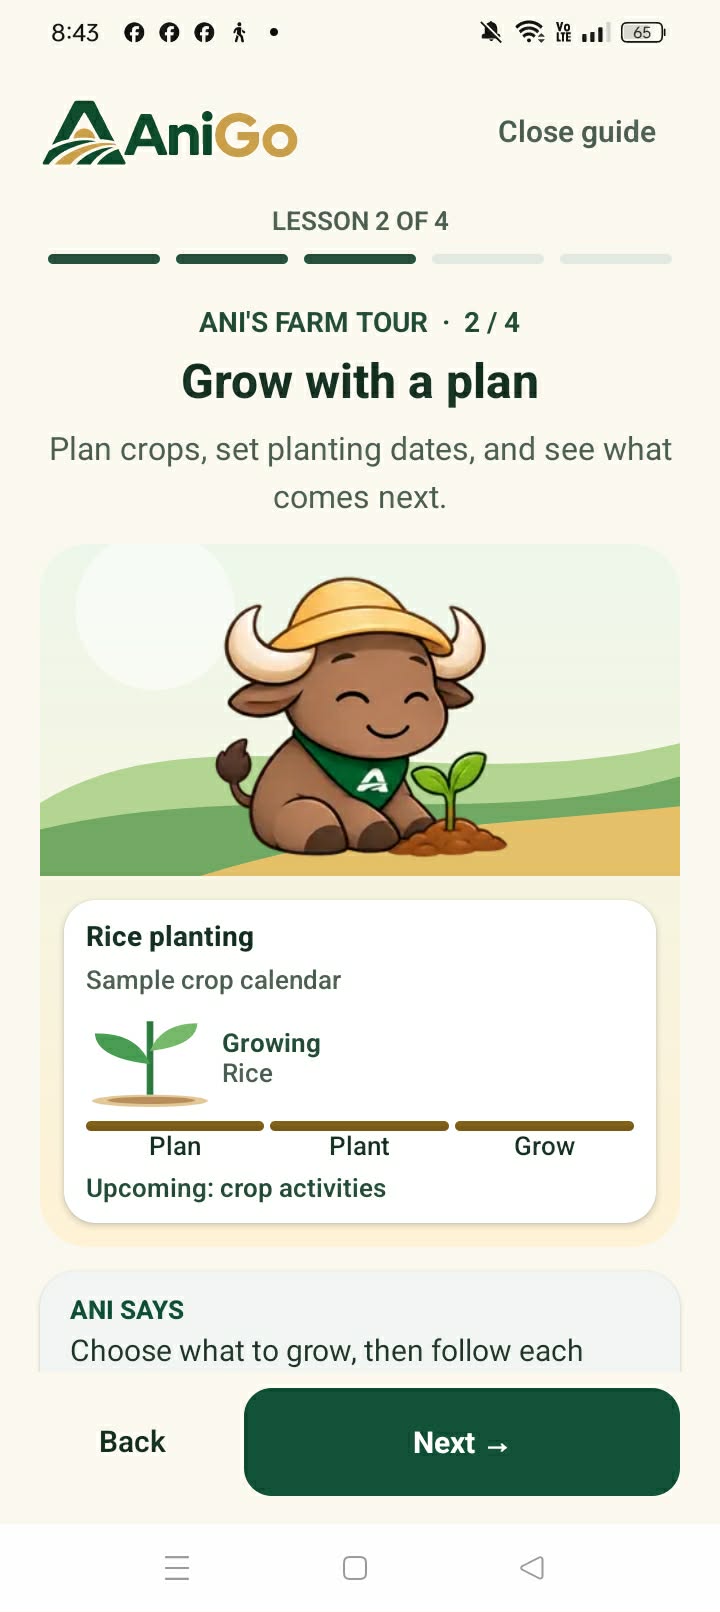 8:43
Vo
LTE
65
AniGo
Close guide
LESSON 2 OF 4
ANI'S FARM TOUR · 2 / 4
Grow with a plan
Plan crops, set planting dates, and see what
comes next.
Rice planting
Sample crop calendar
Growing
Rice
Plan
Plant
Grow
Upcoming: crop activities
ANI SAYS
Choose what to grow, then follow each
Back
Next →